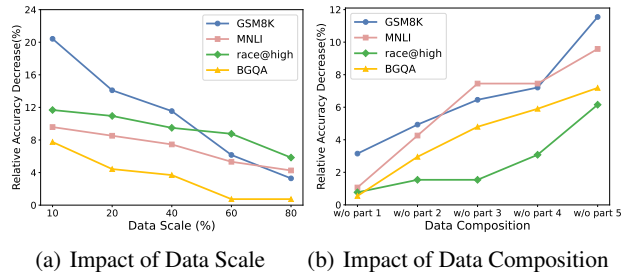 24
20
16
12
8
4
0
Relative Accuracy Decrease(%)
GSM8K
MNLI
race@high
BGQA
10 20 40 60 80
Data Scale (%)
(a) Impact of Data Scale
12
10
8
6
4
2
0
Relative Accuracy Decrease(%)
GSM8K
MNLI
race@high
BGQA
w/o part 1 w/o part 2 w/o part 3 w/o part 4 w/o part 5
Data Composition
(b) Impact of Data Composition